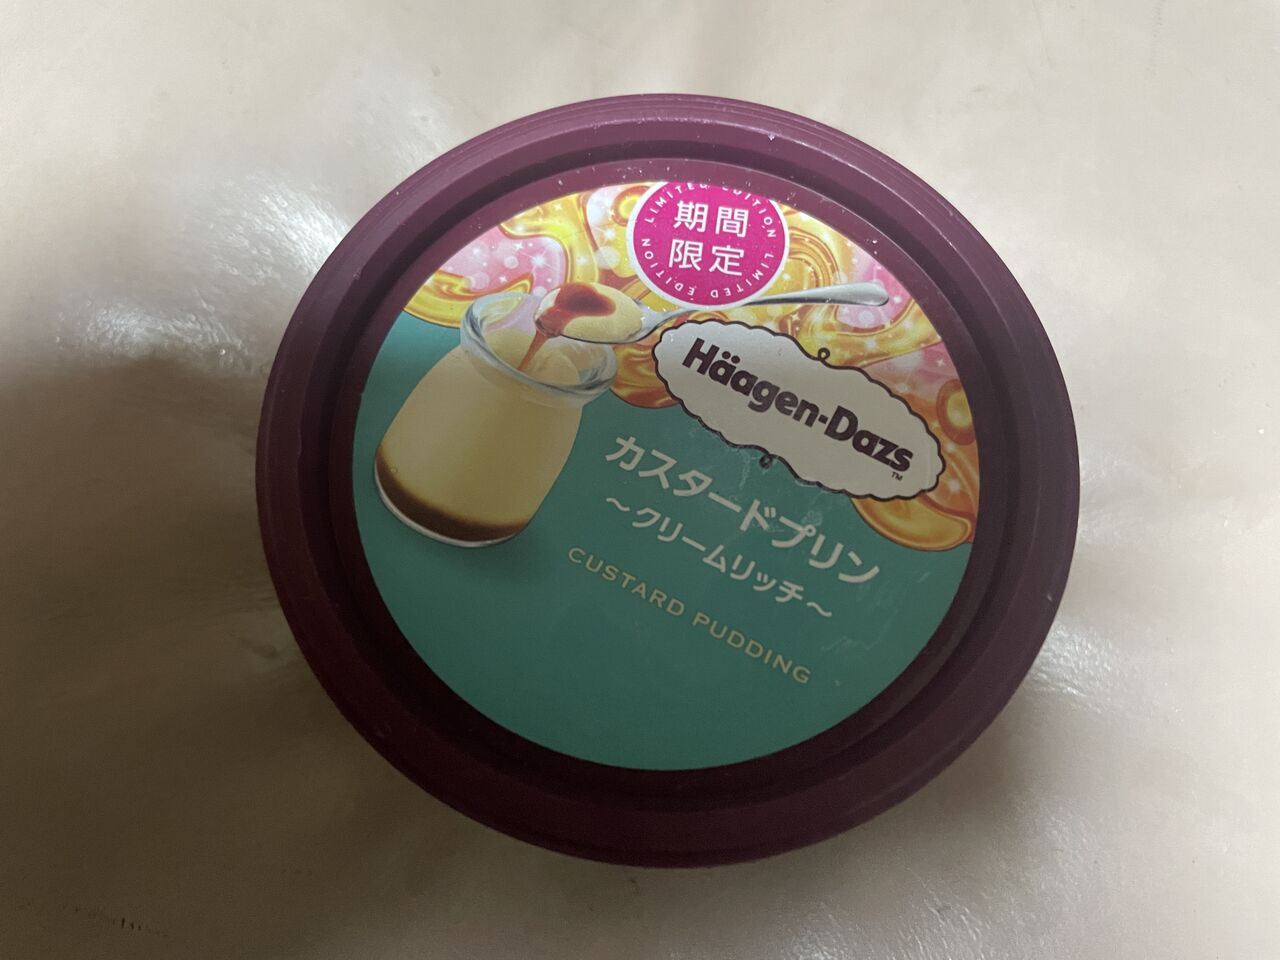 LIMITED EDITION LIMITED EDITION
期間
限定
Häagen-Dazs™
カスタードプリン
～クリームリッチ～
CUSTARD PUDDING